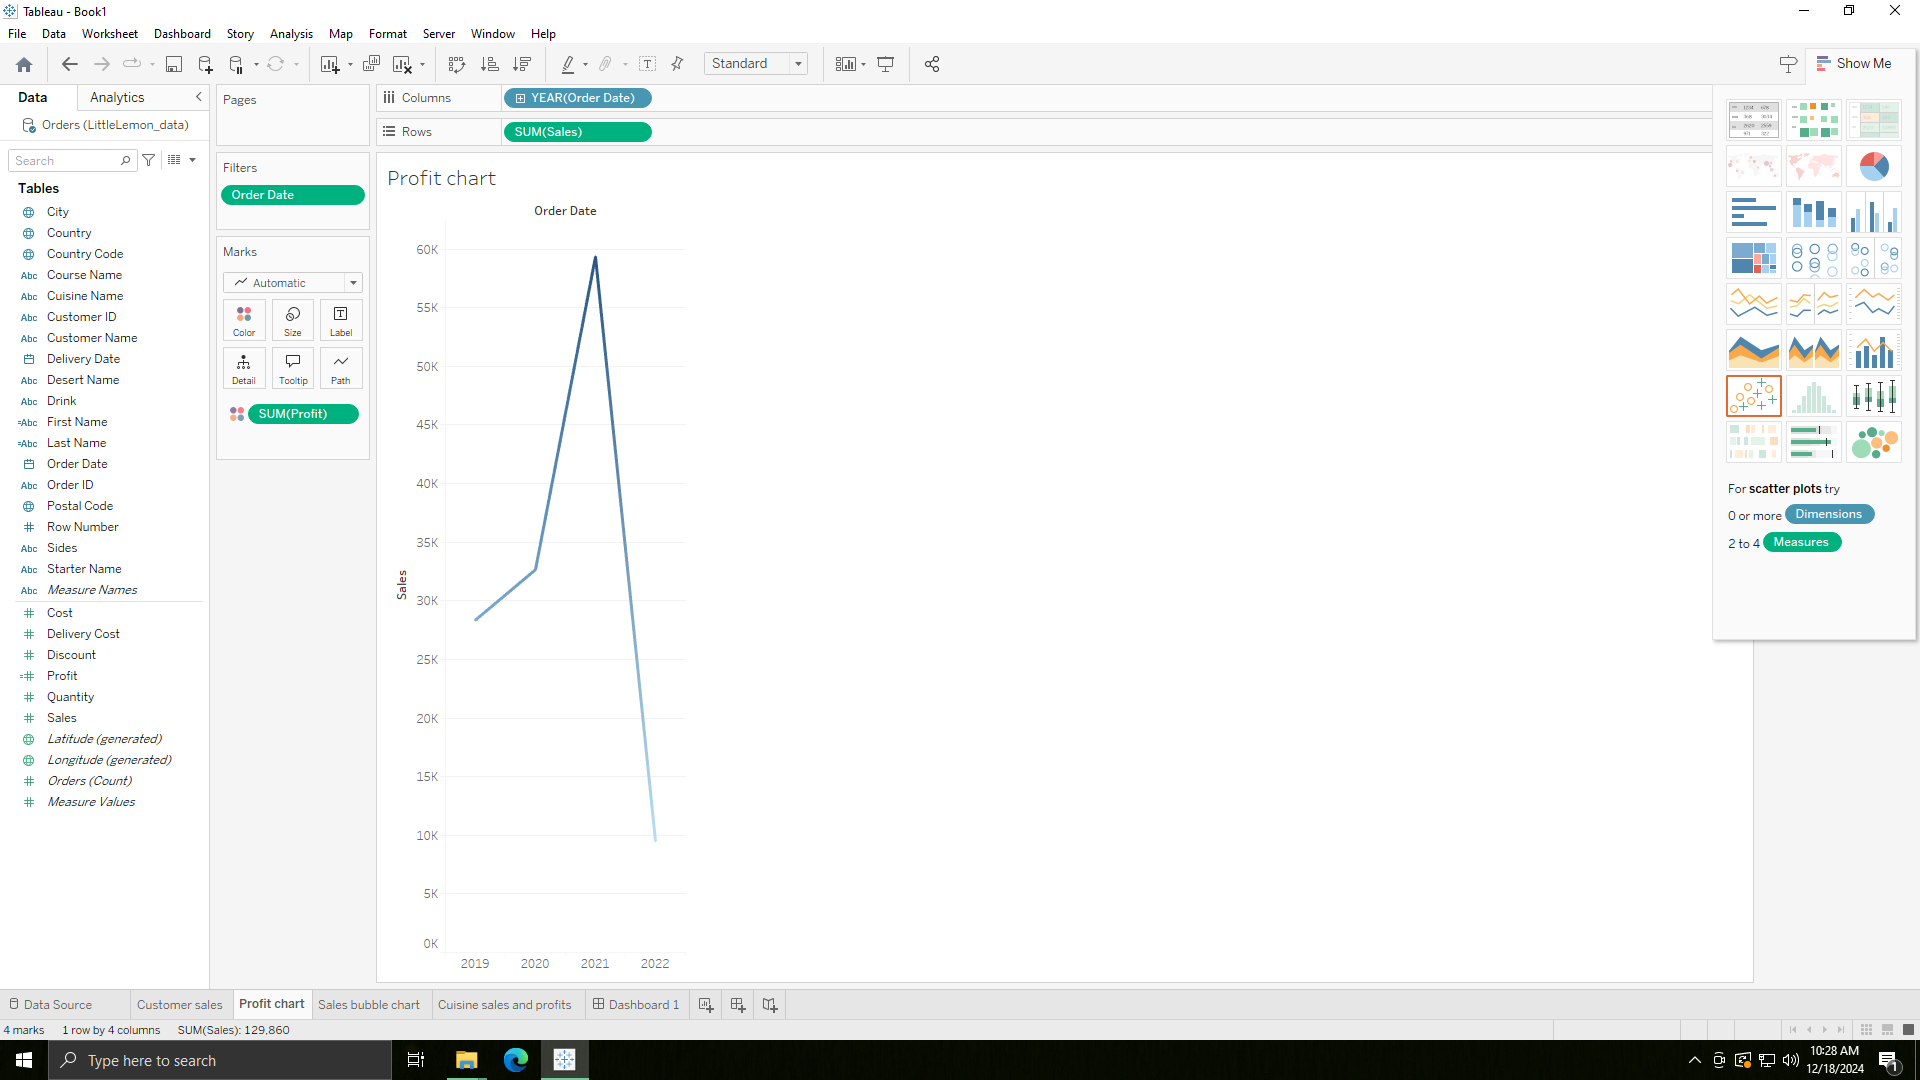 Tableau - Book1
File Data Worksheet Dashboard Story Analysis Map Format Server Window Help
Standard
Show Me
Data Analytics
Orders (LittleLemon_data)
Search
Tables
City
Country
Country Code
Course Name
Cuisine Name
Customer ID
Customer Name
Delivery Date
Desert Name
Drink
First Name
Last Name
Order Date
Order ID
Postal Code
Row Number
Sides
Starter Name
Measure Names
Cost
Delivery Cost
Discount
Profit
Quantity
Sales
Latitude (generated)
Longitude (generated)
Orders (Count)
Measure Values
Pages
Filters
Order Date
Marks
Automatic
Color Size Label
Detail Tooltip Path
SUM(Profit)
Columns YEAR(Order Date)
Rows SUM(Sales)
Profit chart
Order Date
60K
55K
50K
45K
40K
35K
30K
25K
20K
15K
10K
5K
0K
Sales
2019 2020 2021 2022
For scatter plots try
0 or more Dimensions
2 to 4 Measures
Data Source Customer sales Profit chart Sales bubble chart Cuisine sales and profits Dashboard 1
4 marks 1 row by 4 columns SUM(Sales): 129,860
Type here to search
10:28 AM
12/18/2024
1